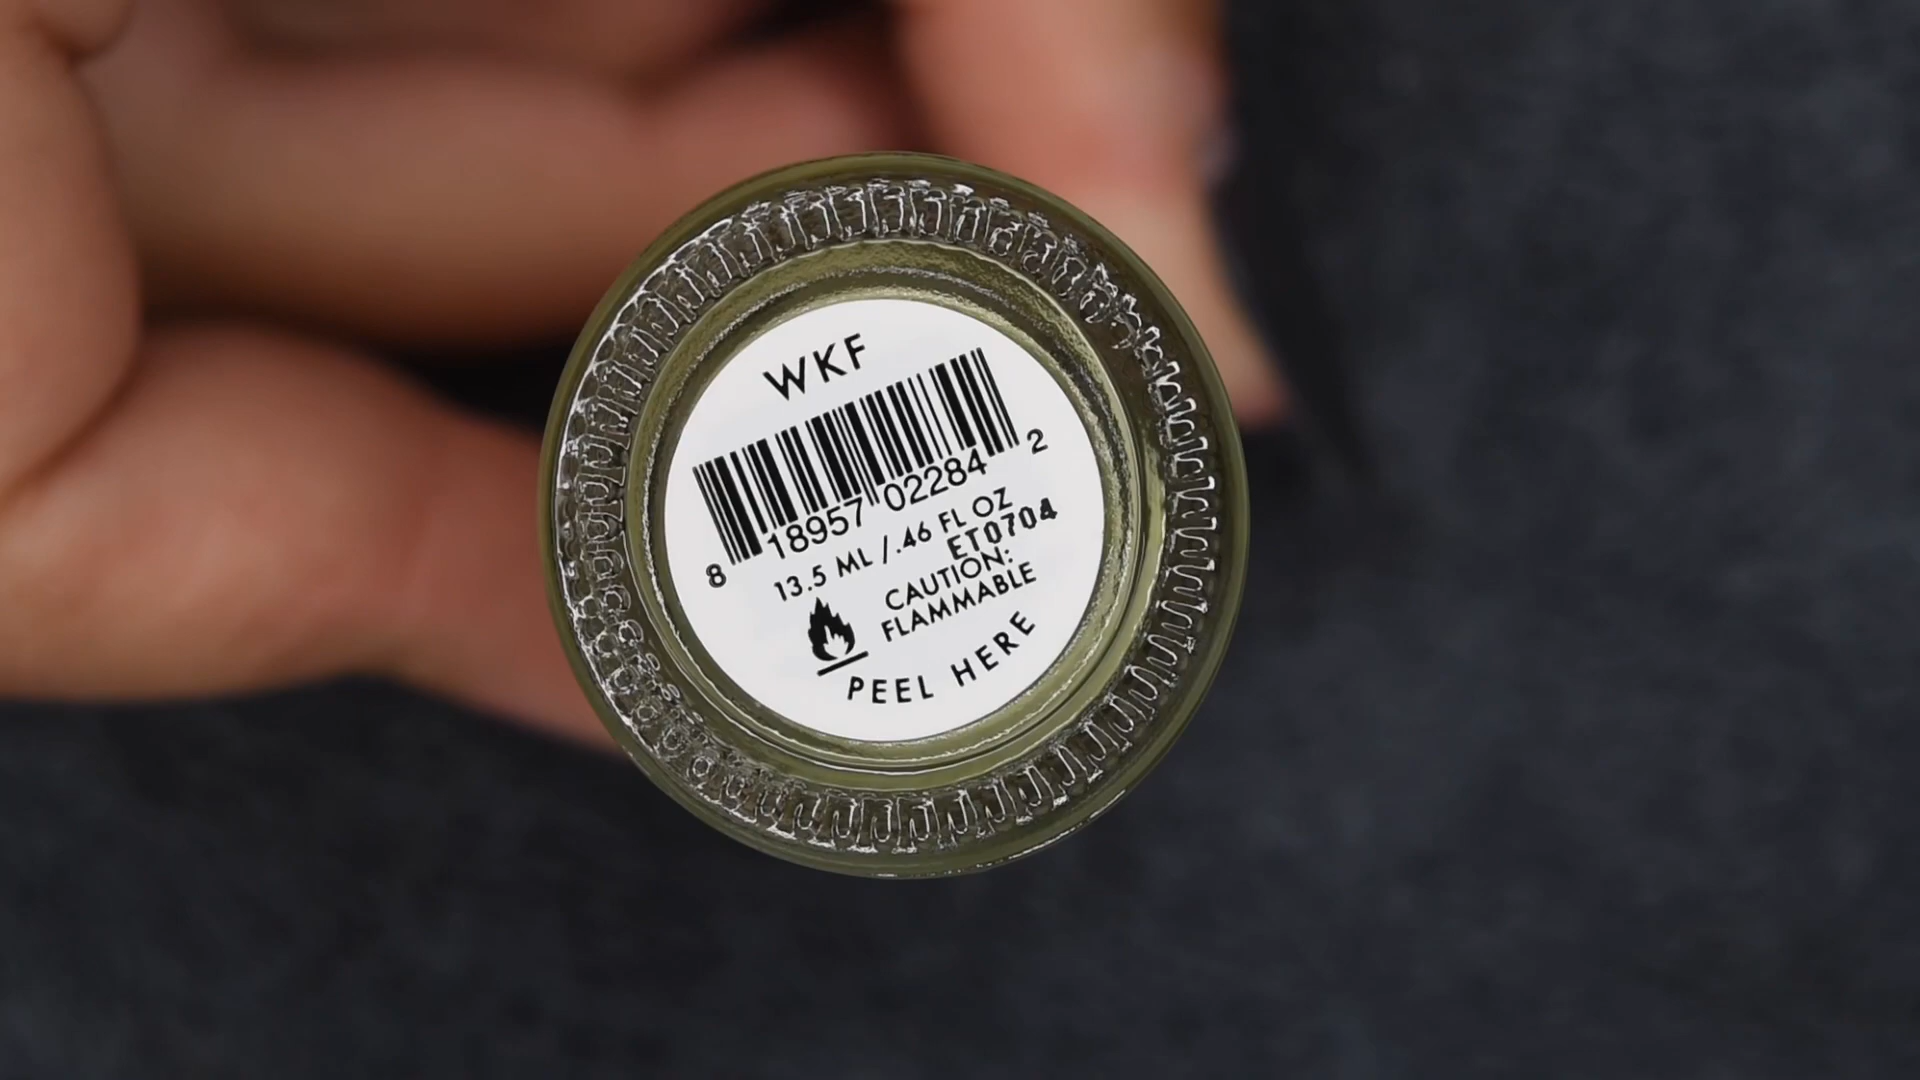 WKF
8 18957 02284 2
13.5 ML /.46 FL OZ
ET0704
CAUTION:
FLAMMABLE
PEEL HERE